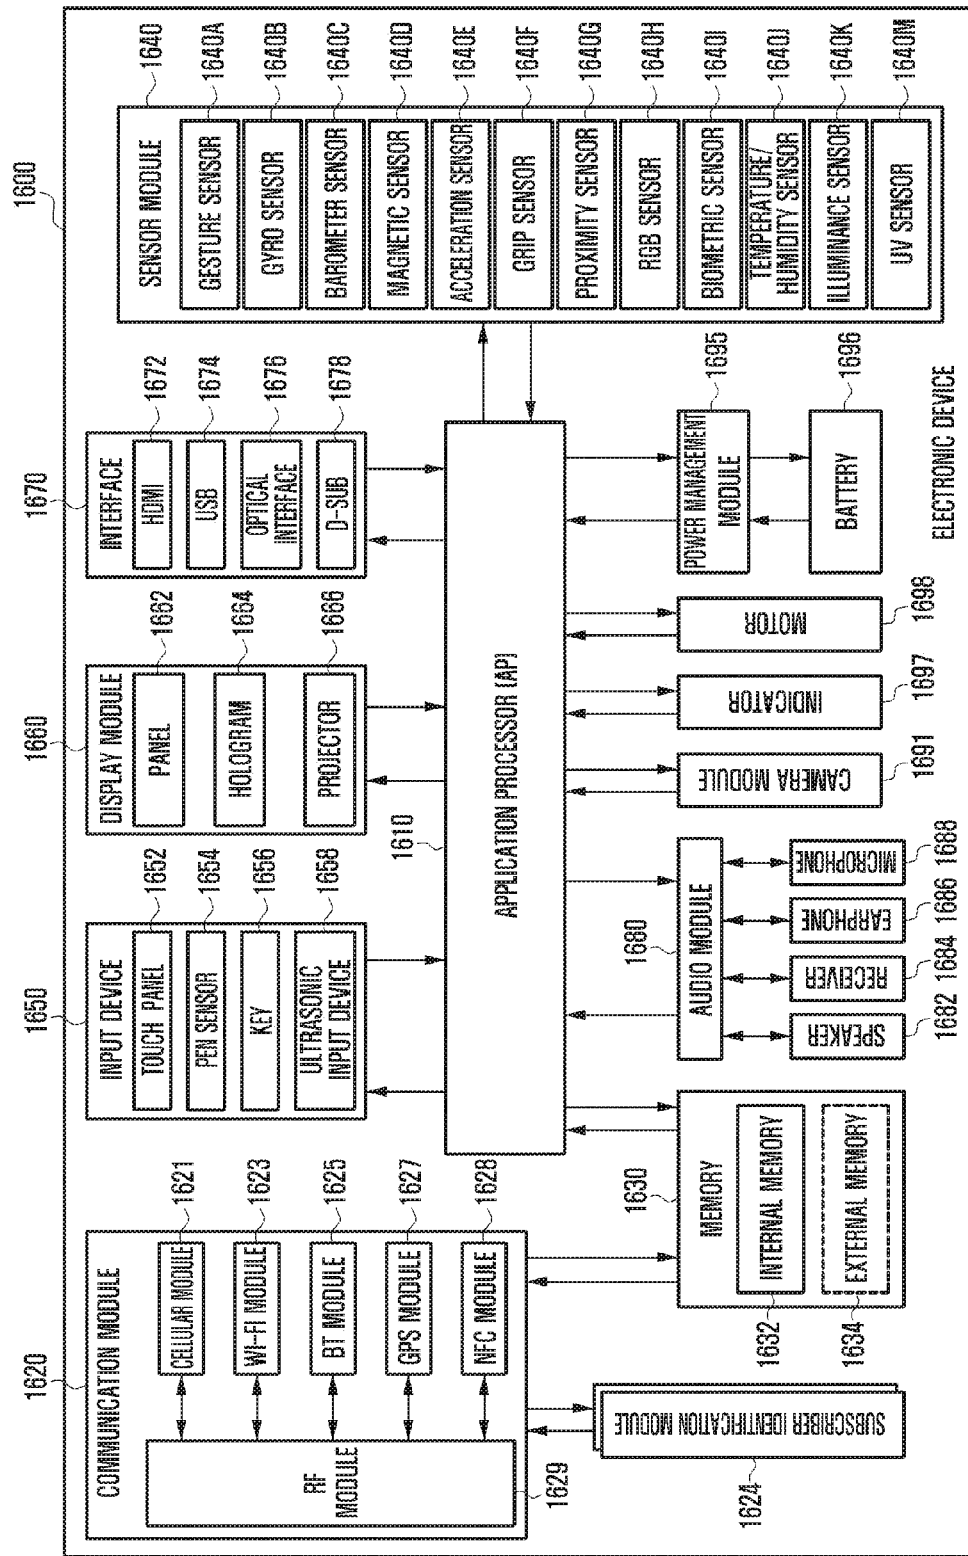 1600
1620
COMMUNICATION MODULE
RF
MODULE
1629
CELLULAR MODULE
1621
WI-FI MODULE
1623
BT MODULE
1625
GPS MODULE
1627
NFC MODULE
1628
1650
INPUT DEVICE
TOUCH PANEL
1652
PEN SENSOR
1654
KEY
1656
ULTRASONIC
INPUT DEVICE
1658
1660
DISPLAY MODULE
PANEL
1662
HOLOGRAM
1664
PROJECTOR
1666
1670
INTERFACE
HDMI
1672
USB
1674
OPTICAL
INTERFACE
1676
D-SUB
1678
SENSOR MODULE
1640
GESTURE SENSOR
1640A
GYRO SENSOR
1640B
BAROMETER SENSOR
1640C
MAGNETIC SENSOR
1640D
ACCELERATION SENSOR
1640E
GRIP SENSOR
1640F
PROXIMITY SENSOR
1640G
RGB SENSOR
1640H
BIOMETRIC SENSOR
1640I
TEMPERATURE/
HUMIDITY SENSOR
1640J
ILLUMINANCE SENSOR
1640K
UV SENSOR
1640M
1610
APPLICATION PROCESSOR [AP]
SUBSCRIBER IDENTIFICATION MODULE
1624
1630
MEMORY
INTERNAL MEMORY
1632
EXTERNAL MEMORY
1634
1680
AUDIO MODULE
SPEAKER
1682
RECEIVER
1684
EARPHONE
1686
MICROPHONE
1688
CAMERA MODULE
1691
INDICATOR
1697
MOTOR
1698
POWER MANAGEMENT
MODULE
1695
BATTERY
1696
ELECTRONIC DEVICE